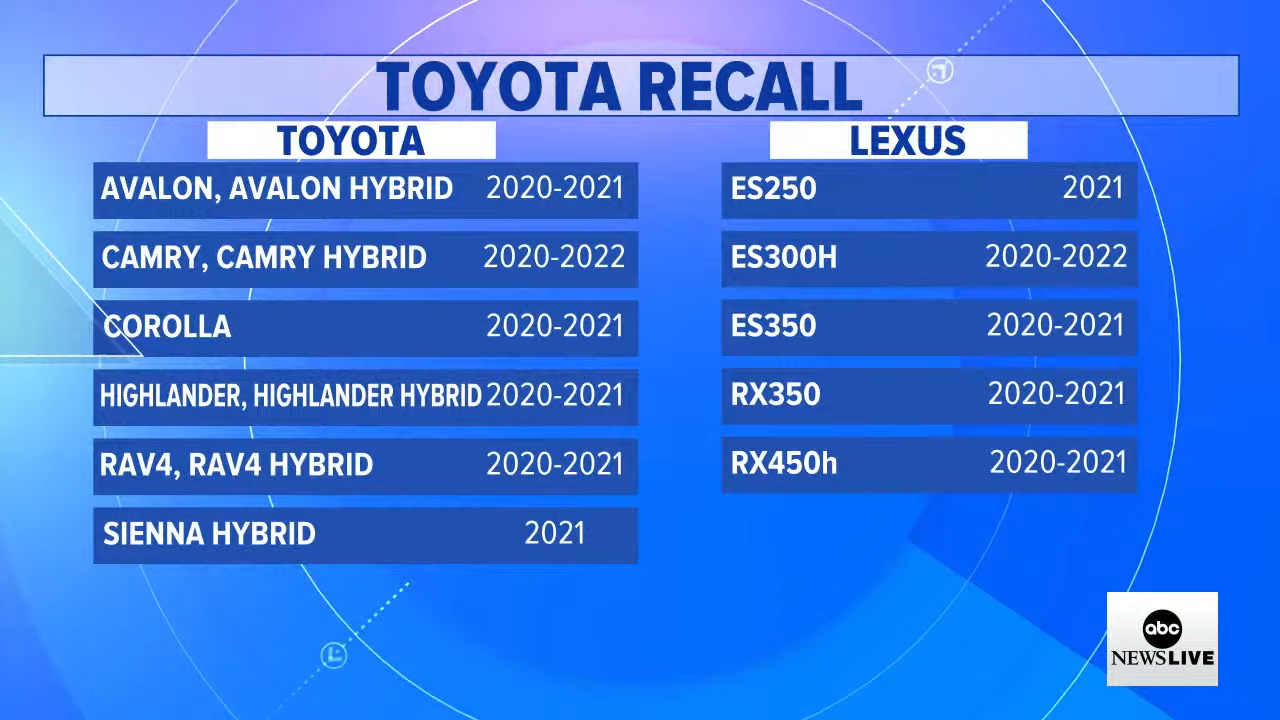 TOYOTA RECALL
TOYOTA
AVALON, AVALON HYBRID 2020-2021
CAMRY, CAMRY HYBRID 2020-2022
COROLLA 2020-2021
HIGHLANDER, HIGHLANDER HYBRID 2020-2021
RAV4, RAV4 HYBRID 2020-2021
SIENNA HYBRID 2021
LEXUS
ES250 2021
ES300H 2020-2022
ES350 2020-2021
RX350 2020-2021
RX450h 2020-2021
abc
NEWSLIVE